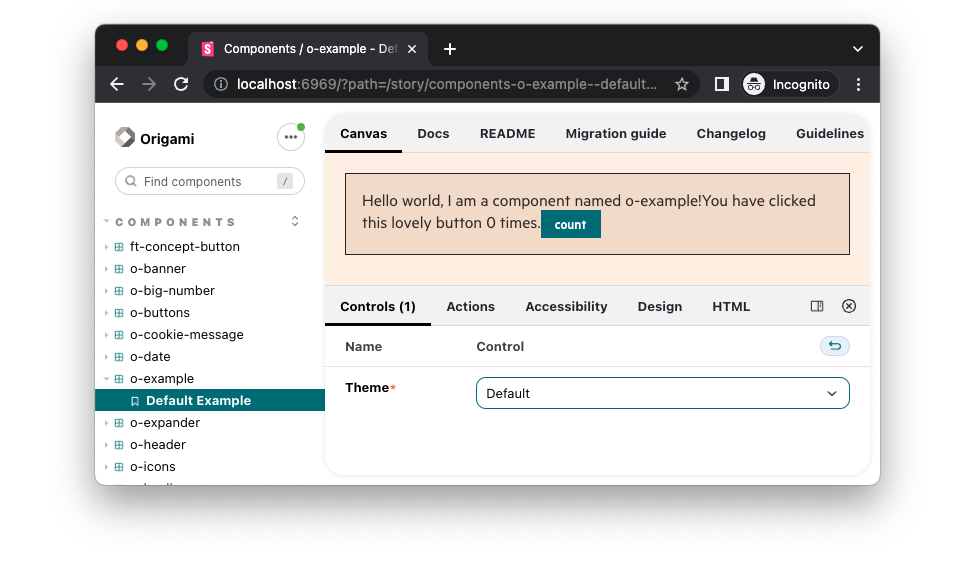 Components / o-example - Def
localhost:6969/?path=/story/components-o-example--default...
Incognito
Origami
Find components /
COMPONENTS
ft-concept-button
o-banner
o-big-number
o-buttons
o-cookie-message
o-date
o-example
Default Example
o-expander
o-header
o-icons
Canvas Docs README Migration guide Changelog Guidelines
Hello world, I am a component named o-example!You have clicked
this lovely button 0 times. count
Controls (1) Actions Accessibility Design HTML
Name Control
Theme* Default